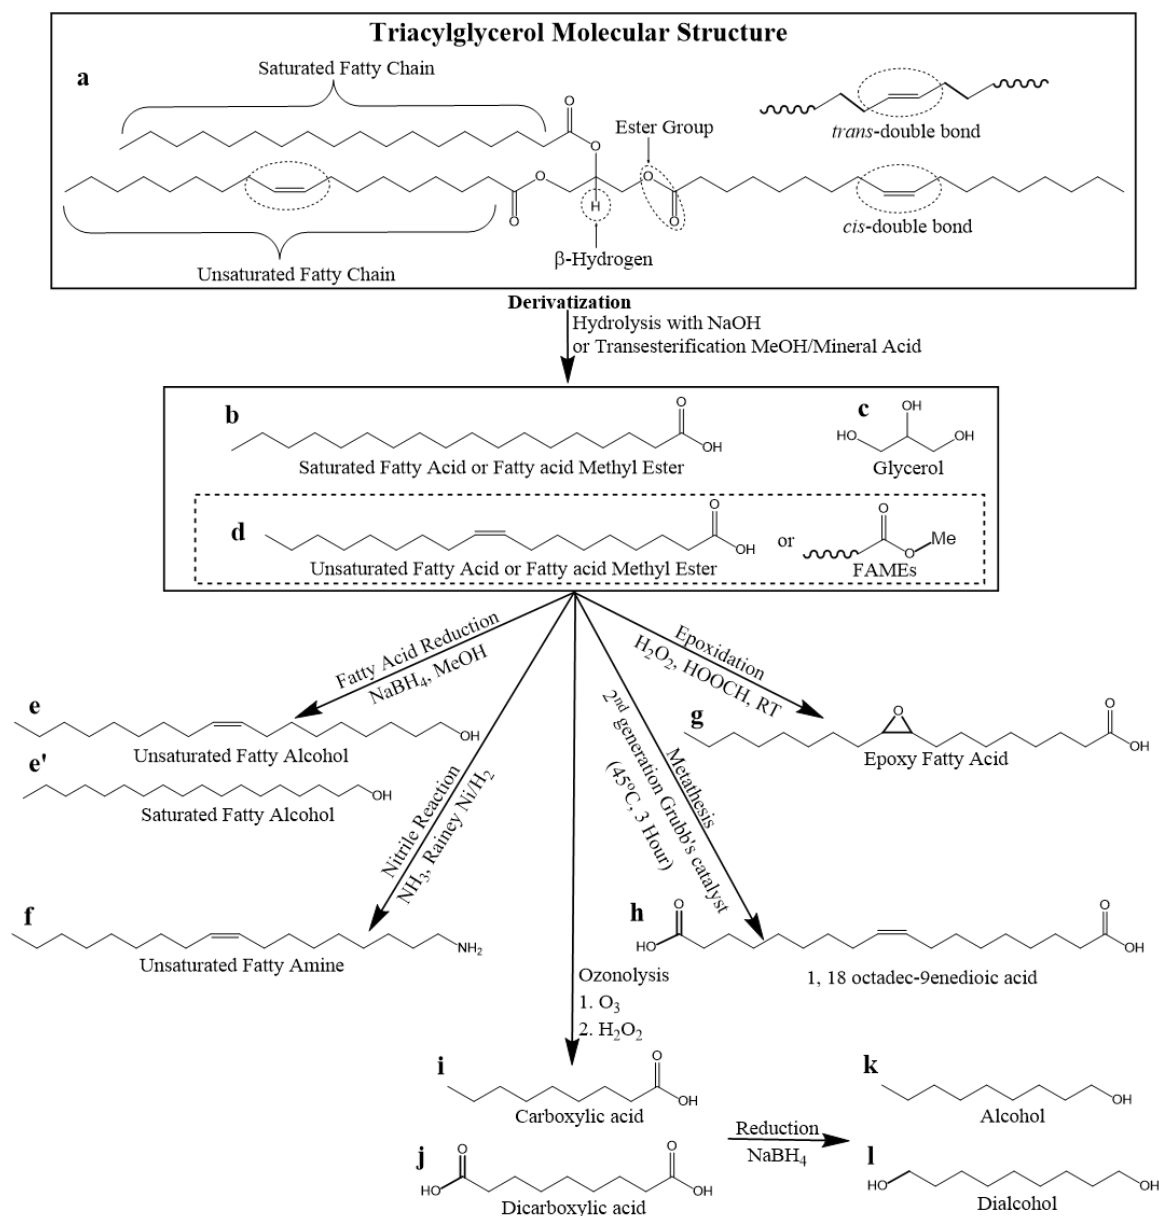 Triacylglycerol Molecular Structure
a
Saturated Fatty Chain
O
O
Ester Group
trans-double bond
O
O
O
H
O
cis-double bond
β-Hydrogen
Unsaturated Fatty Chain
Derivatization
Hydrolysis with NaOH
or Transesterification MeOH/Mineral Acid
b
O
OH
Saturated Fatty Acid or Fatty acid Methyl Ester
c
OH
HO
OH
Glycerol
d
O
OH
Unsaturated Fatty Acid or Fatty acid Methyl Ester
or
O
O
Me
FAMEs
Fatty Acid Reduction
NaBH₄, MeOH
Epoxidation
H₂O₂, HOOCH, RT
e
OH
Unsaturated Fatty Alcohol
e'
OH
Saturated Fatty Alcohol
g
O
O
OH
Epoxy Fatty Acid
Nitrile Reaction
NH₃, Rainey Ni/H₂
Metathesis
2ⁿᵈ generation Grubb's catalyst
(45°C, 3 Hour)
f
NH₂
Unsaturated Fatty Amine
h
O
HO
O
OH
1, 18 octadec-9enedioic acid
Ozonolysis
1. O₃
2. H₂O₂
i
O
OH
Carboxylic acid
j
O
HO
O
OH
Dicarboxylic acid
Reduction
NaBH₄
k
OH
Alcohol
l
HO
OH
Dialcohol